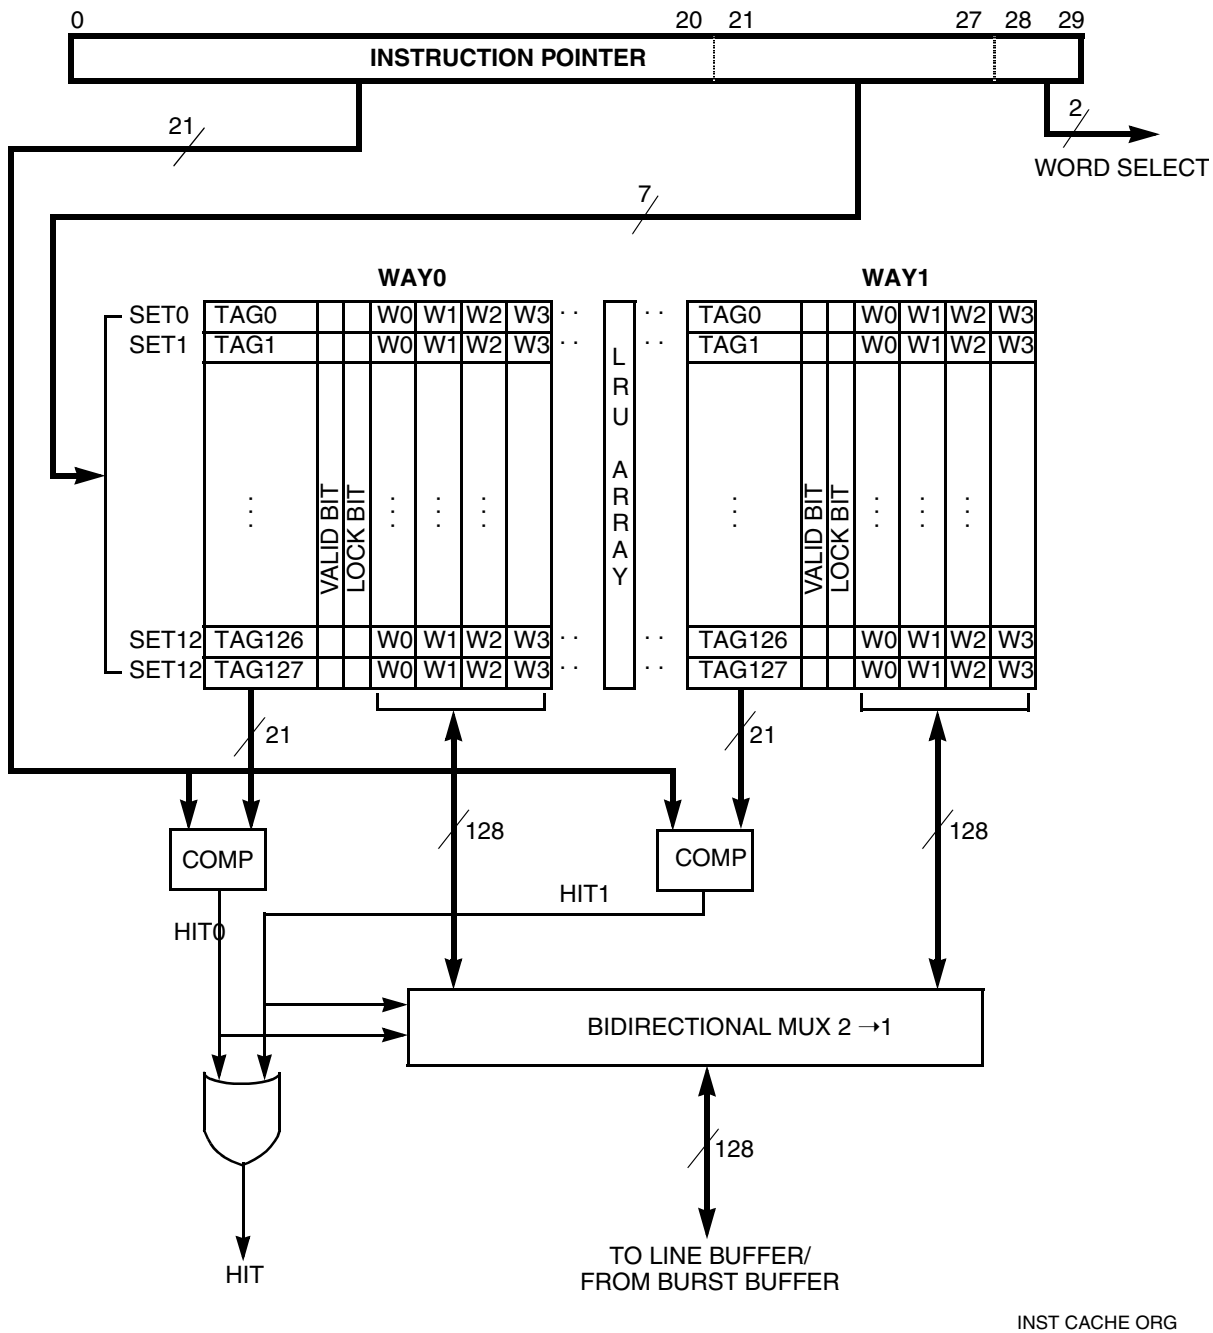 0 20 21 27 28 29
INSTRUCTION POINTER
21
2
WORD SELECT
7
WAY0 WAY1
SET0 TAG0 W0 W1 W2 W3 . . . . TAG0 W0 W1 W2 W3
SET1 TAG1 W0 W1 W2 W3 . . . . TAG1 W0 W1 W2 W3
LRU ARRAY
VALID BIT
LOCK BIT
VALID BIT
LOCK BIT
SET12 TAG126 W0 W1 W2 W3 . . . . TAG126 W0 W1 W2 W3
SET12 TAG127 W0 W1 W2 W3 . . . . TAG127 W0 W1 W2 W3
21 21
128 128
COMP COMP
HIT1
HIT0
BIDIRECTIONAL MUX 2 →1
128
TO LINE BUFFER/
FROM BURST BUFFER
HIT
INST CACHE ORG